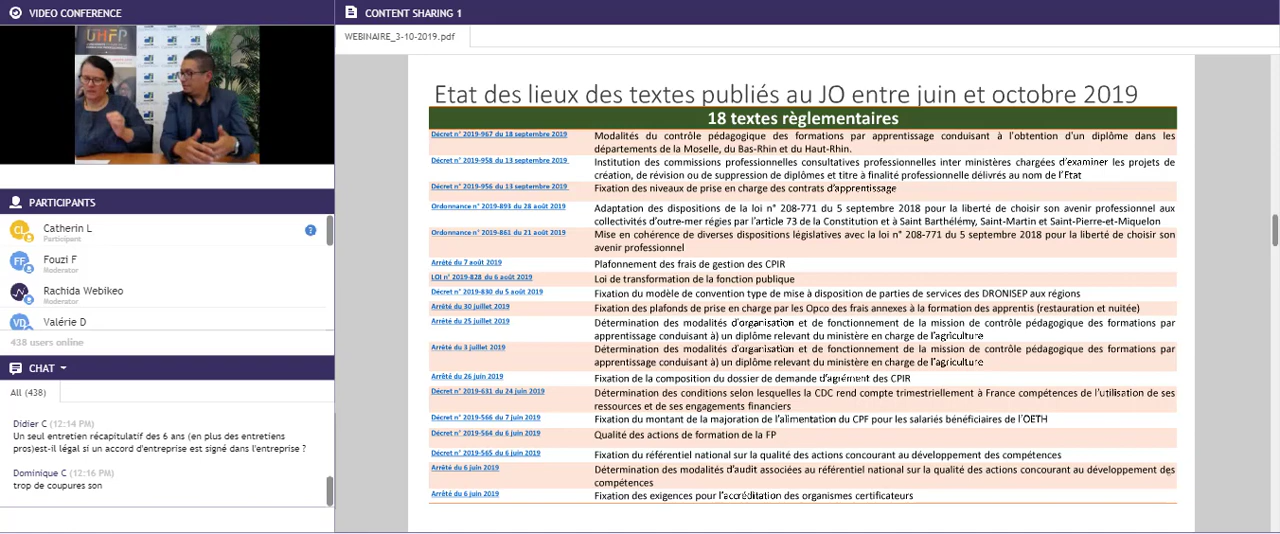 VIDEO CONFERENCE
UHFP
PARTICIPANTS
CL
Catherin L
Participant
?
FF
Fouzi F
Moderator
Rachida Webikeo
Moderator
VD
Valérie D
438 users online
CHAT
All (438)
Didier C (12:14 PM)
Un seul entretien récapitulatif des 6 ans (en plus des entretiens
pros)est-il légal si un accord d'entreprise est signé dans l'entreprise ?
Dominique C (12:16 PM)
trop de coupures son
CONTENT SHARING 1
WEBINAIRE_3-10-2019.pdf
Etat des lieux des textes publiés au JO entre juin et octobre 2019
18 textes règlementaires
Décret n° 2019-967 du 18 septembre 2019 Modalités du contrôle pédagogique des formations par apprentissage conduisant à l'obtention d'un diplôme dans les
départements de la Moselle, du Bas-Rhin et du Haut-Rhin.
Décret n° 2019-958 du 13 septembre 2019 Institution des commissions professionnelles consultatives professionnelles inter ministères chargées d'examiner les projets de
création, de révision ou de suppression de diplômes et titre à finalité professionnelle délivrés au nom de l'Etat
Décret n° 2019-956 du 13 septembre 2019 Fixation des niveaux de prise en charge des contrats d'apprentissage
Ordonnance n° 2019-893 du 28 août 2019 Adaptation des dispositions de la loi n° 208-771 du 5 septembre 2018 pour la liberté de choisir son avenir professionnel aux
collectivités d'outre-mer régies par l'article 73 de la Constitution et à Saint Barthélémy, Saint-Martin et Saint-Pierre-et-Miquelon
Ordonnance n° 2019-861 du 21 août 2019 Mise en cohérence de diverses dispositions législatives avec la loi n° 208-771 du 5 septembre 2018 pour la liberté de choisir son
avenir professionnel
Arrêté du 7 août 2019 Plafonnement des frais de gestion des CPIR
LOI n° 2019-828 du 6 août 2019 Loi de transformation de la fonction publique
Décret n° 2019-830 du 5 août 2019 Fixation du modèle de convention type de mise à disposition de parties de services des DRONISEP aux régions
Arrêté du 30 juillet 2019 Fixation des plafonds de prise en charge par les Opco des frais annexes à la formation des apprentis (restauration et nuitée)
Arrêté du 25 juillet 2019 Détermination des modalités d'organisation et de fonctionnement de la mission de contrôle pédagogique des formations par
apprentissage conduisant à) un diplôme relevant du ministère en charge de l'agriculture
Arrêté du 3 juillet 2019 Détermination des modalités d'organisation et de fonctionnement de la mission de contrôle pédagogique des formations par
apprentissage conduisant à) un diplôme relevant du ministère en charge de l'agriculture
Arrêté du 26 juin 2019 Fixation de la composition du dossier de demande d'agrément des CPIR
Décret n° 2019-631 du 24 juin 2019 Détermination des conditions selon lesquelles la CDC rend compte trimestriellement à France compétences de l'utilisation de ses
ressources et de ses engagements financiers
Décret n° 2019-566 du 7 juin 2019 Fixation du montant de la majoration de l'alimentation du CPF pour les salariés bénéficiaires de l'OETH
Décret n° 2019-564 du 6 juin 2019 Qualité des actions de formation de la FP
Décret n° 2019-565 du 6 juin 2019 Fixation du référentiel national sur la qualité des actions concourant au développement des compétences
Arrêté du 6 juin 2019 Détermination des modalités d'audit associées au référentiel national sur la qualité des actions concourant au développement des
compétences
Arrêté du 6 juin 2019 Fixation des exigences pour l'accréditation des organismes certificateurs